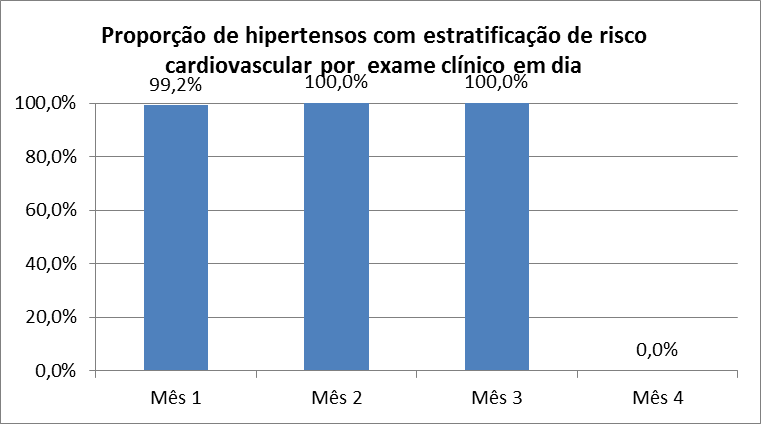 Proporção de hipertensos com estratificação de risco
cardiovascular por exame clínico em dia
99,2% 100,0% 100,0%
100,0%
80,0%
60,0%
40,0%
20,0%
0,0%
0,0%
Mês 1 Mês 2 Mês 3 Mês 4